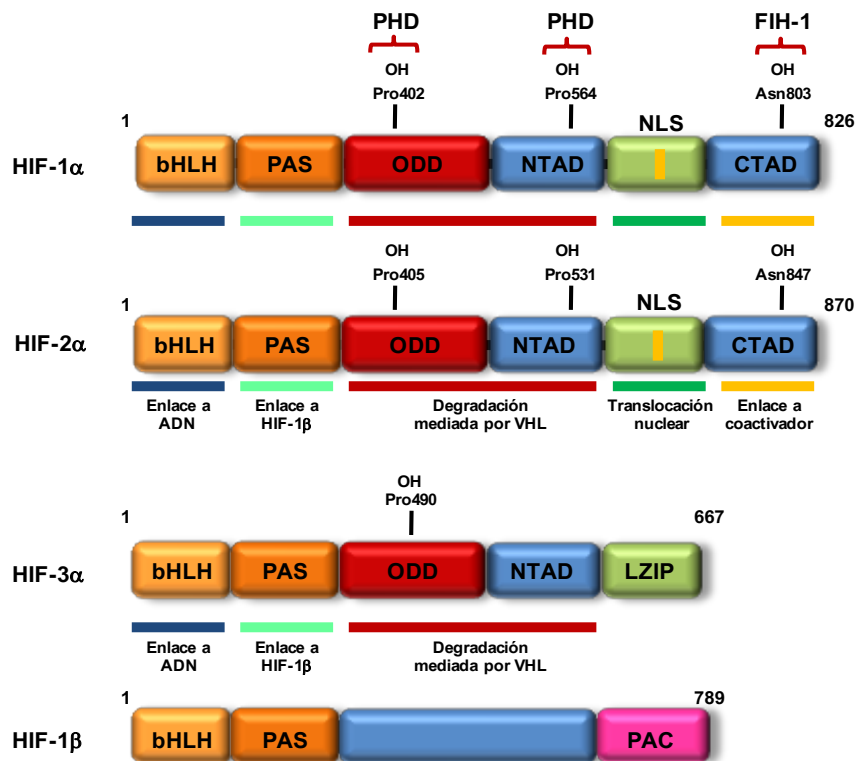 PHD PHD FIH-1
OH OH OH
Pro402 Pro564 Asn803
1 NLS 826
HIF-1α bHLH PAS ODD NTAD CTAD
OH OH OH
Pro405 Pro531 Asn847
1 NLS 870
HIF-2α bHLH PAS ODD NTAD CTAD
Enlace a Enlace a Degradación Translocación Enlace a
ADN HIF-1β mediada por VHL nuclear coactivador
OH
Pro490
1 667
HIF-3α bHLH PAS ODD NTAD LZIP
Enlace a Enlace a Degradación
ADN HIF-1β mediada por VHL
1 789
HIF-1β bHLH PAS PAC